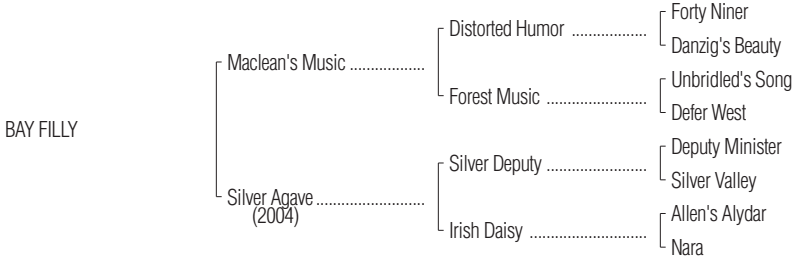 Forty Niner
Distorted Humor ..................
Danzig's Beauty
Maclean's Music ..................
Unbridled's Song
Forest Music ........................
Defer West
BAY FILLY
Deputy Minister
Silver Deputy ........................
Silver Valley
Silver Agave ..........................
(2004)
Allen's Alydar
Irish Daisy ............................
Nara